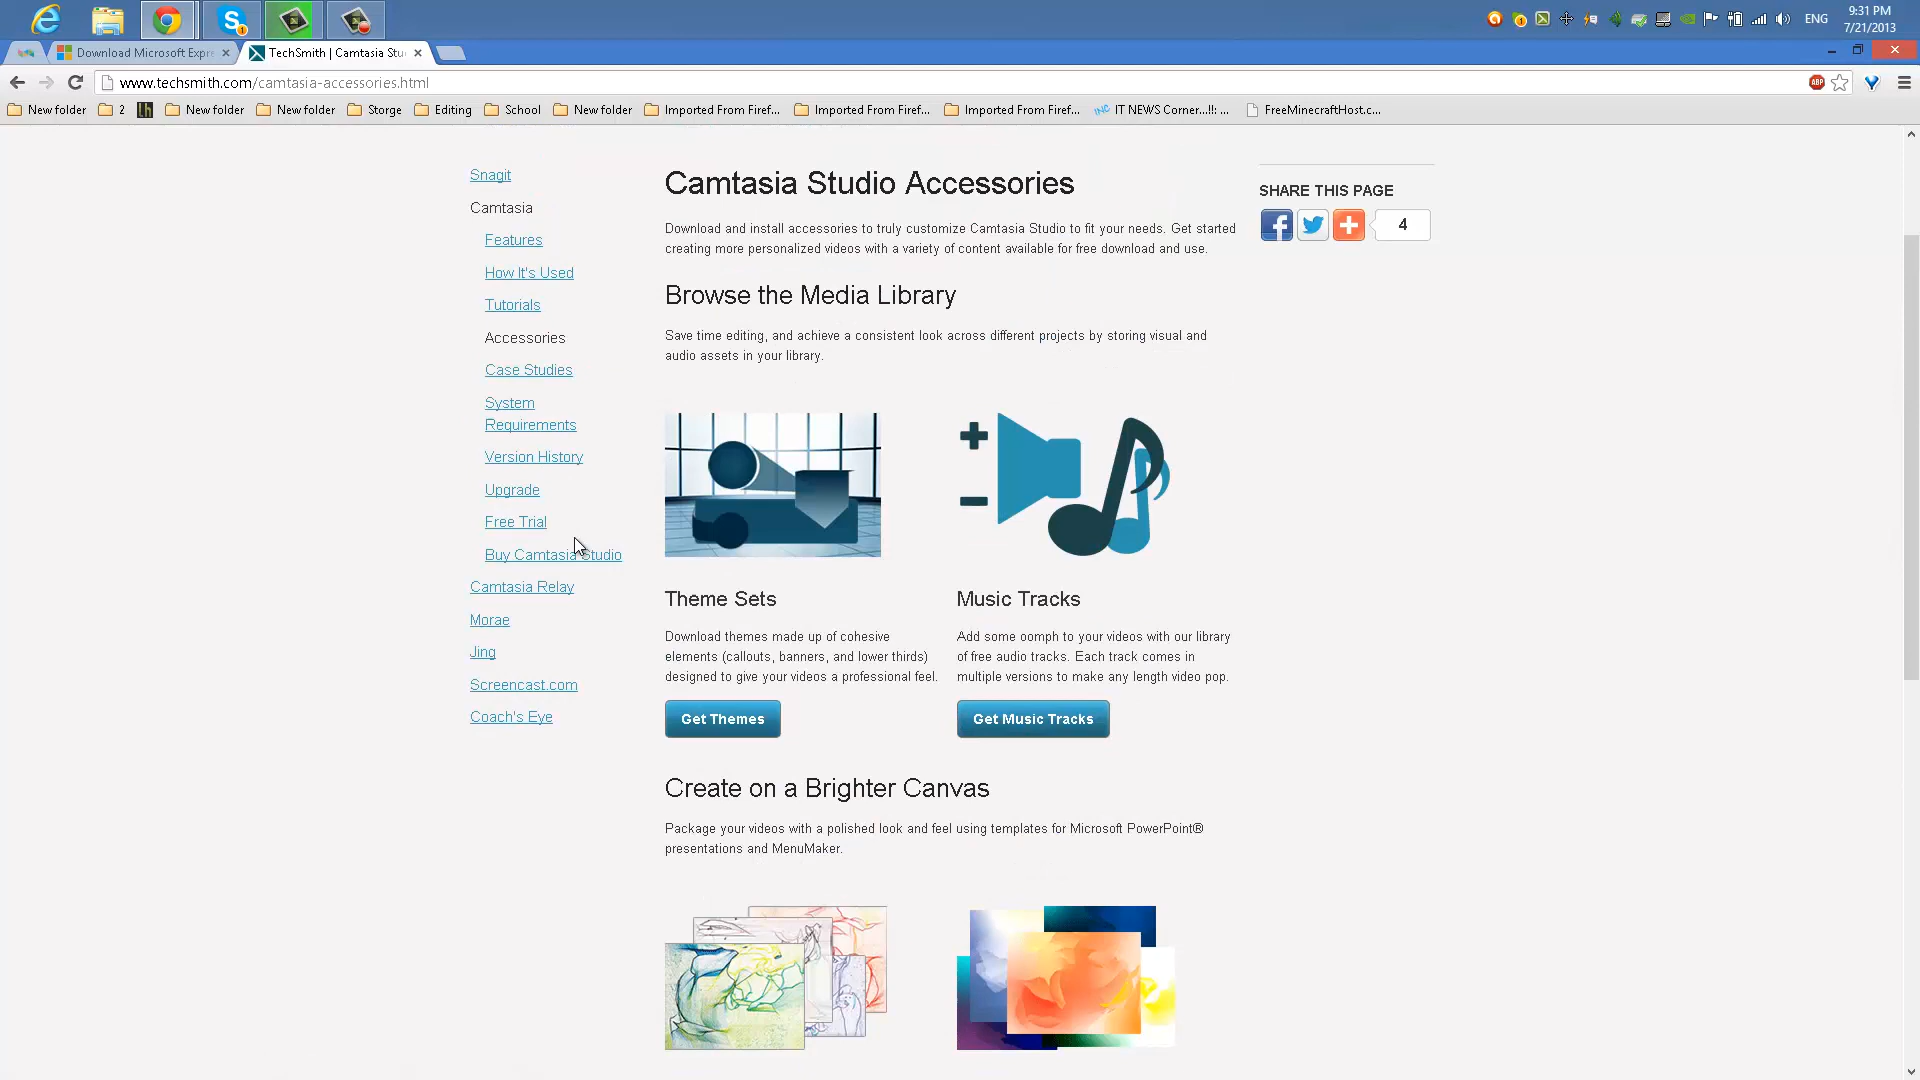 9:31 PM
ENG
7/21/2013
Download Microsoft Expr
TechSmith | Camtasia Stu
www.techsmith.com/camtasia-accessories.html
ABP
New folder
2
lh
New folder
New folder
Storge
Editing
School
New folder
Imported From Firef...
Imported From Firef...
Imported From Firef...
INC
IT NEWS Corner...!!: ...
FreeMinecraftHost.c...
Snagit
Camtasia
Features
How It's Used
Tutorials
Accessories
Case Studies
System
Requirements
Version History
Upgrade
Free Trial
Buy Camtasia Studio
Camtasia Relay
Morae
Jing
Screencast.com
Coach's Eye
Camtasia Studio Accessories
Download and install accessories to truly customize Camtasia Studio to fit your needs. Get started
creating more personalized videos with a variety of content available for free download and use.
Browse the Media Library
Save time editing, and achieve a consistent look across different projects by storing visual and
audio assets in your library.
Theme Sets
Download themes made up of cohesive
elements (callouts, banners, and lower thirds)
designed to give your videos a professional feel.
Get Themes
Music Tracks
Add some oomph to your videos with our library
of free audio tracks. Each track comes in
multiple versions to make any length video pop.
Get Music Tracks
Create on a Brighter Canvas
Package your videos with a polished look and feel using templates for Microsoft PowerPoint®
presentations and MenuMaker.
SHARE THIS PAGE
4